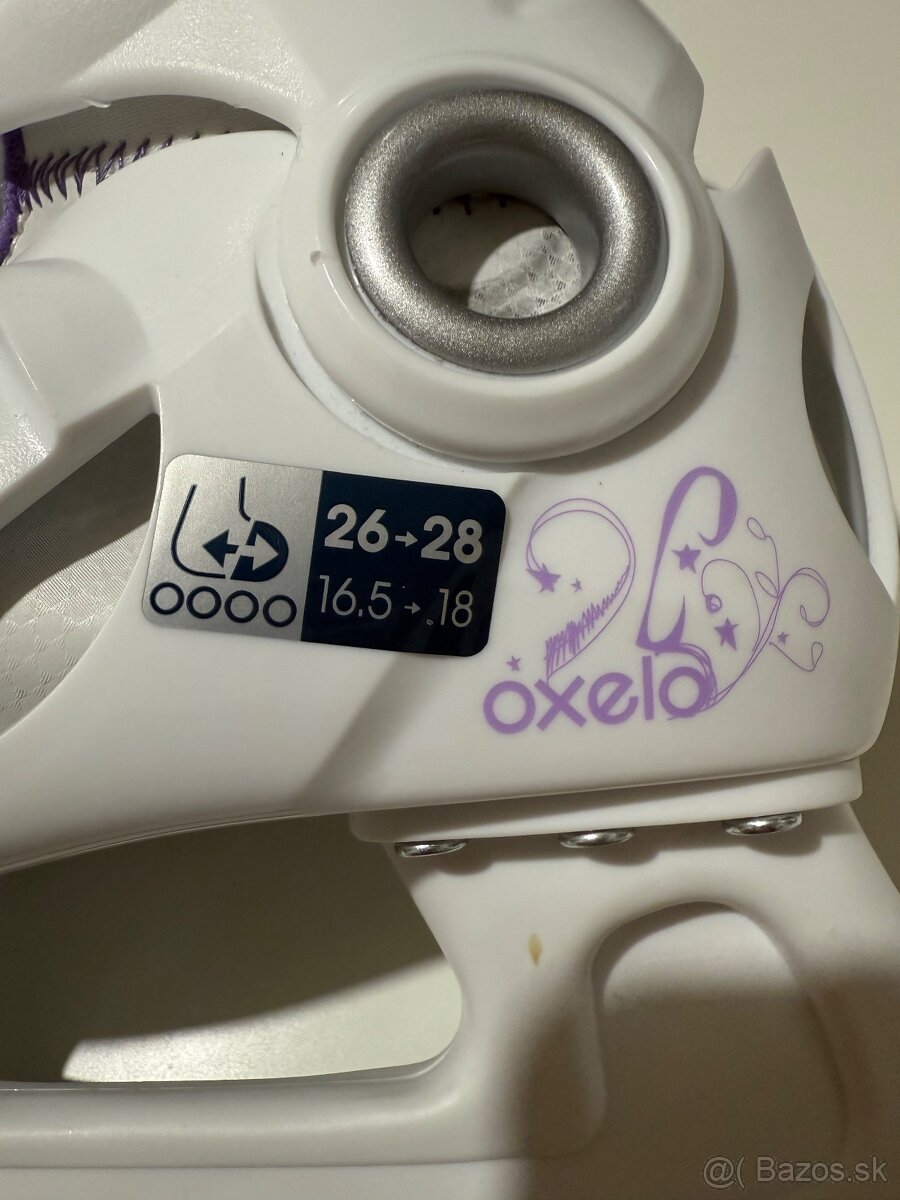 26→28
16.5→.18
oxelo
@( Bazos.sk